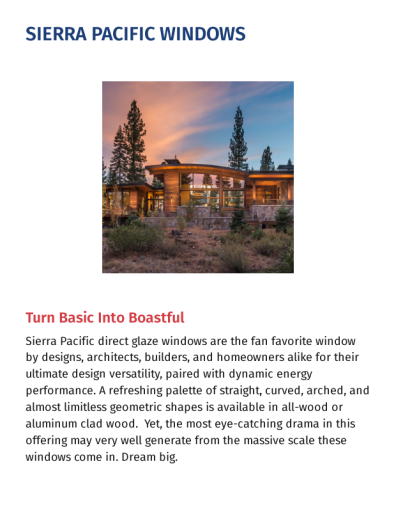 SIERRA PACIFIC WINDOWS
Turn Basic Into Boastful
Sierra Pacific direct glaze windows are the fan favorite window
by designs, architects, builders, and homeowners alike for their
ultimate design versatility, paired with dynamic energy
performance. A refreshing palette of straight, curved, arched, and
almost limitless geometric shapes is available in all-wood or
aluminum clad wood.  Yet, the most eye-catching drama in this
offering may very well generate from the massive scale these
windows come in. Dream big.